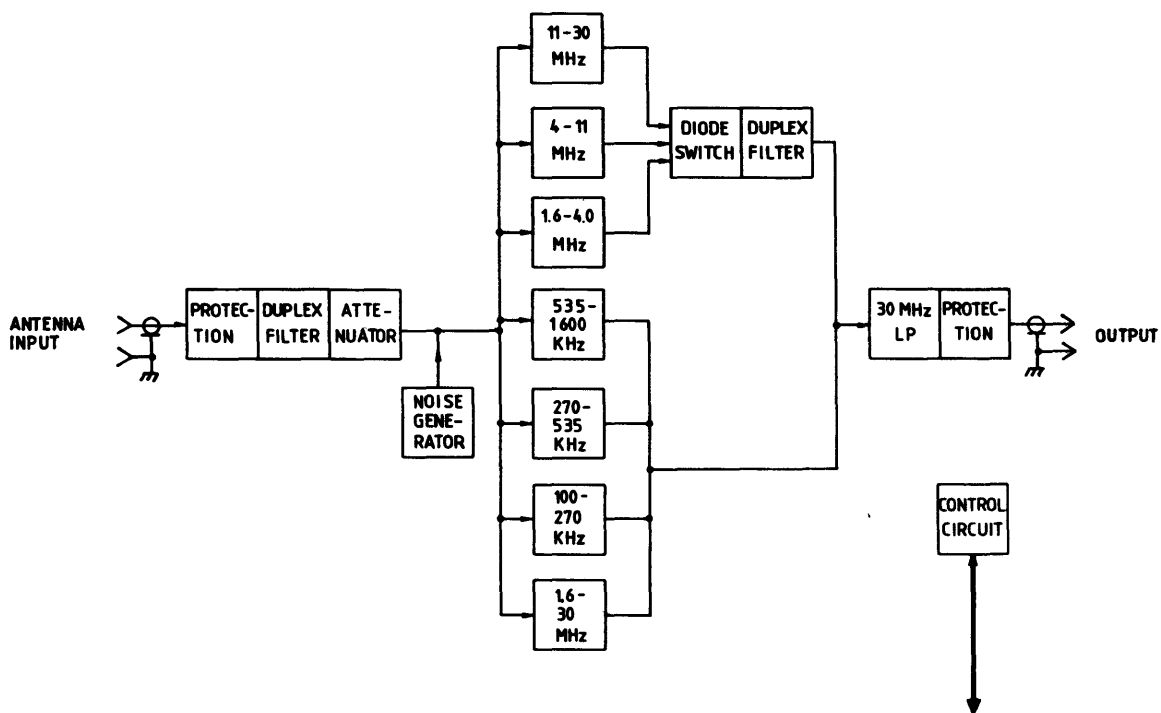 11-30
MHz
4-11
MHz
DIODE
SWITCH
DUPLEX
FILTER
1.6-4.0
MHz
ANTENNA
INPUT
PROTEC-
TION
DUPLEX
FILTER
ATTE-
NUATOR
535-
1600
KHz
30 MHz
LP
PROTEC-
TION
OUTPUT
NOISE
GENE-
RATOR
270-
535
KHz
100-
270
KHz
CONTROL
CIRCUIT
1,6-
30
MHz